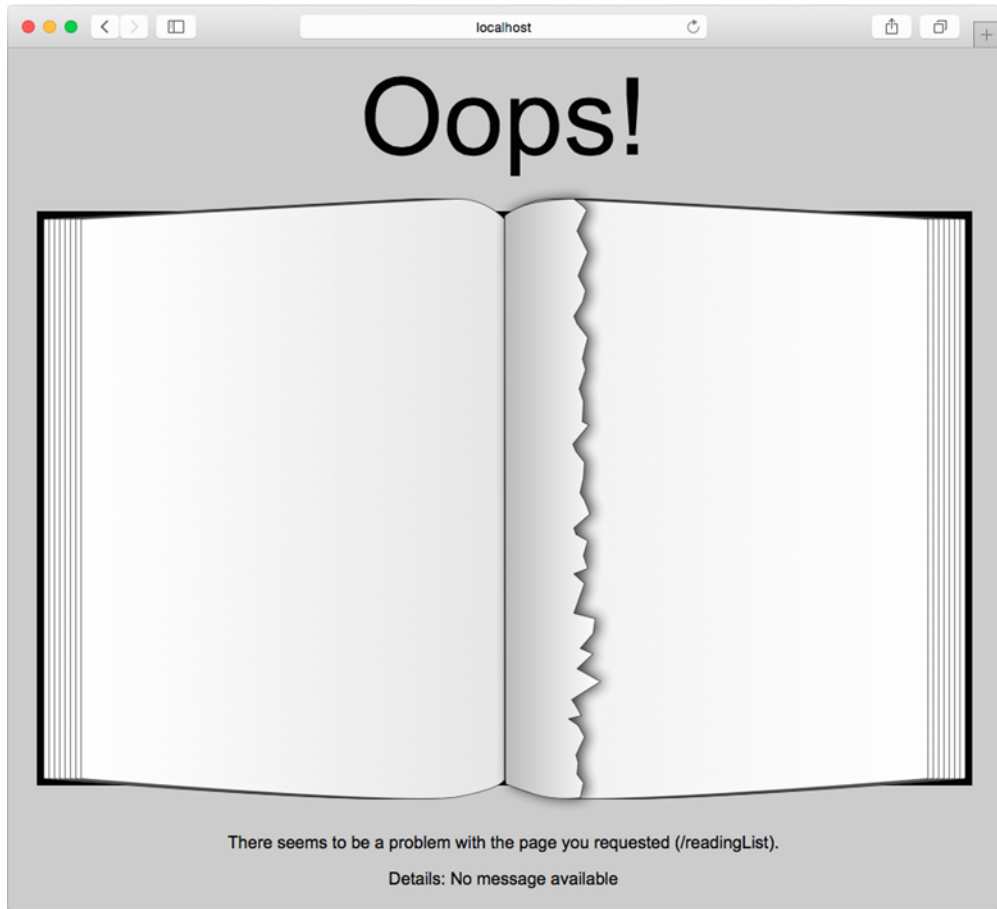 localhost
Oops!
There seems to be a problem with the page you requested (/readingList).
Details: No message available